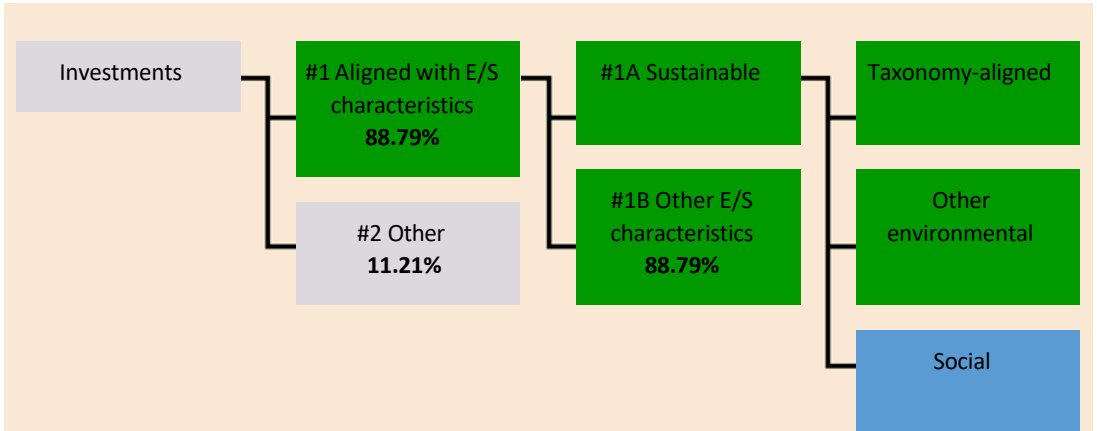 Investments
#1 Aligned with E/S
characteristics
88.79%
#2 Other
11.21%
#1A Sustainable
#1B Other E/S
characteristics
88.79%
Taxonomy-aligned
Other
environmental
Social